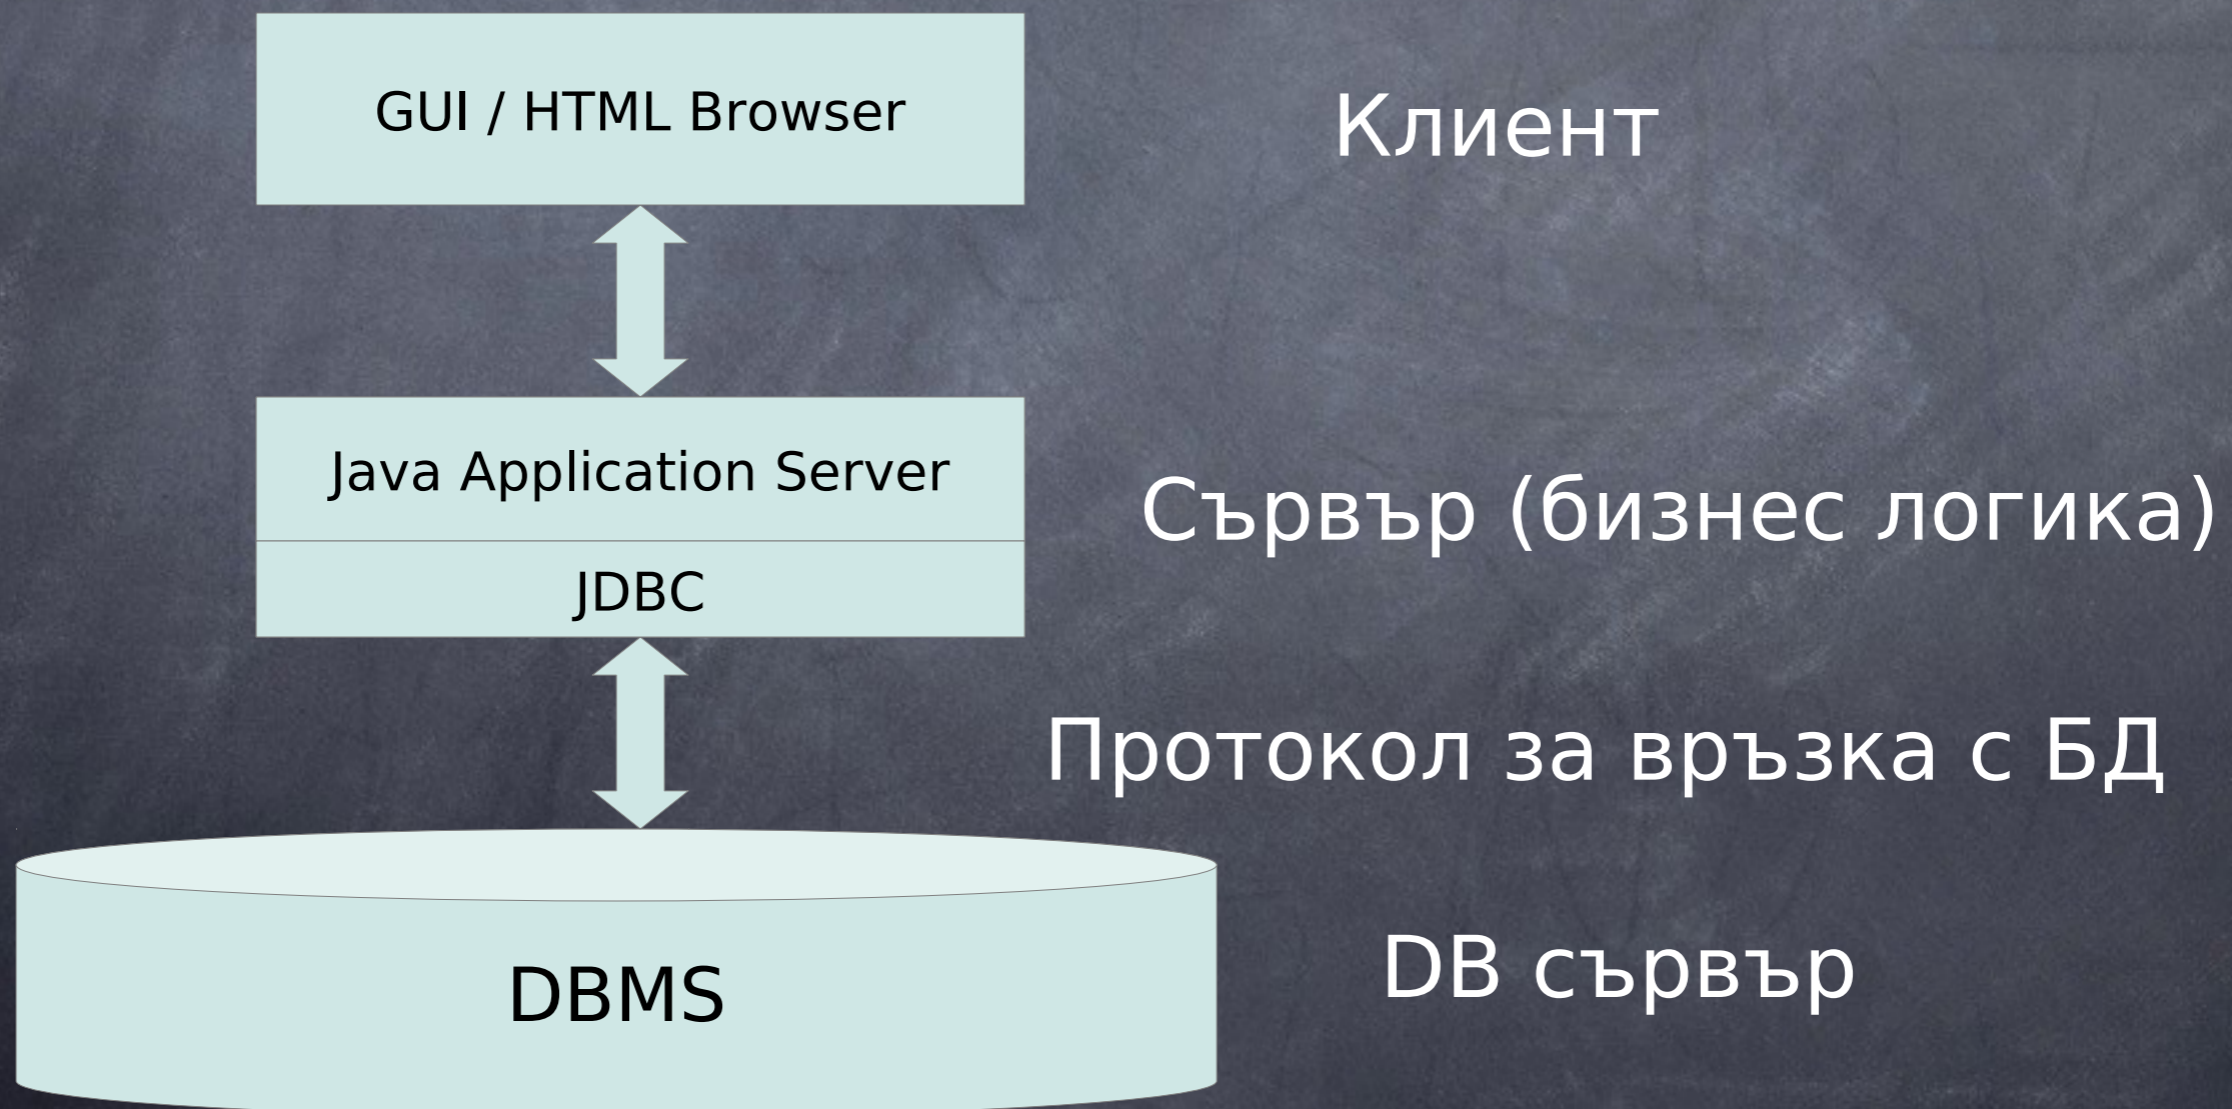 GUI / HTML Browser
Клиент
Java Application Server
Сървър (бизнес логика)
JDBC
Протокол за връзка с БД
DBMS
DB сървър